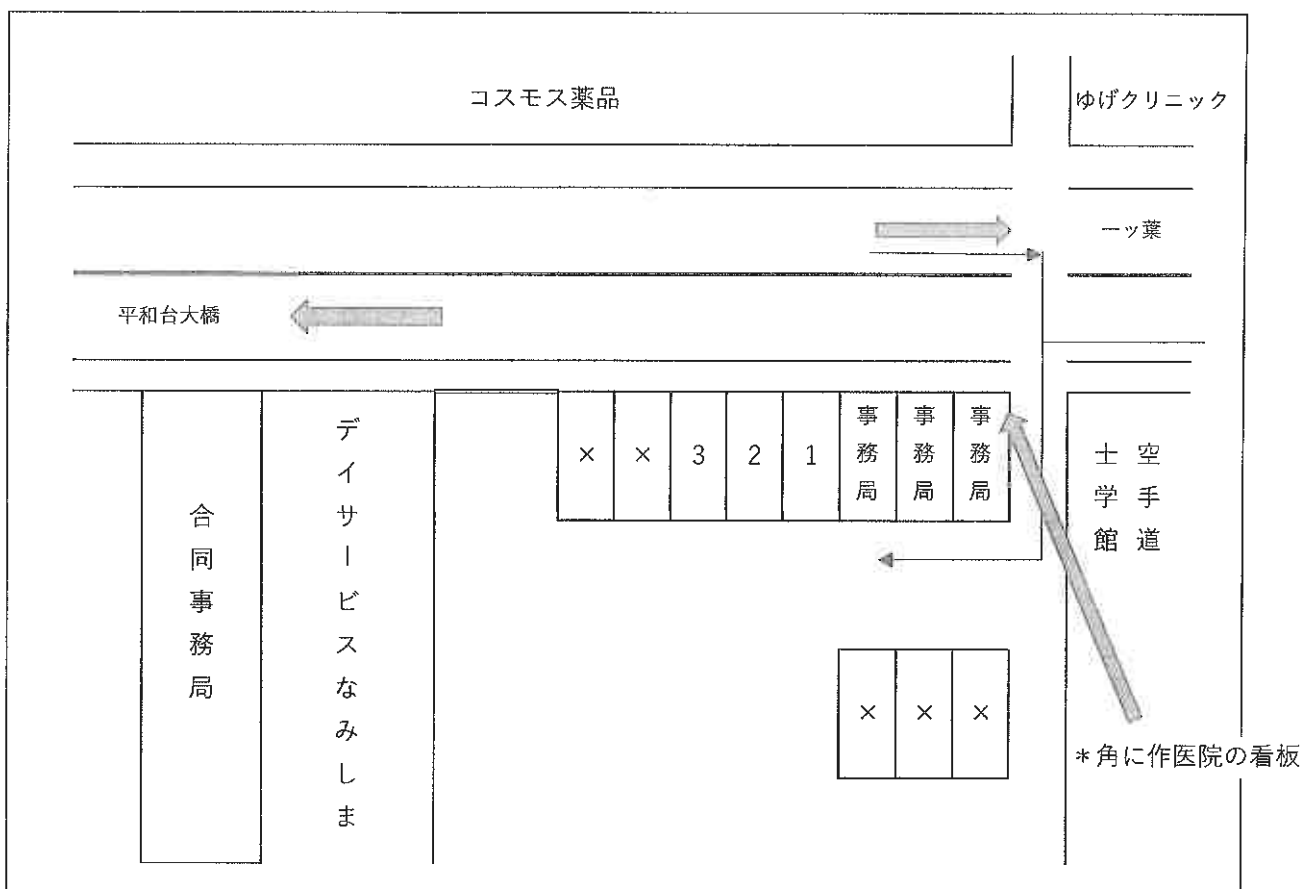 コスモス薬品
ゆげクリニック
一ッ葉
平和台大橋
合同事務局
デイサービスなみしま
×
×
3
2
1
事務局
事務局
事務局
空手道
士学館
×
×
×
*角に作医院の看板